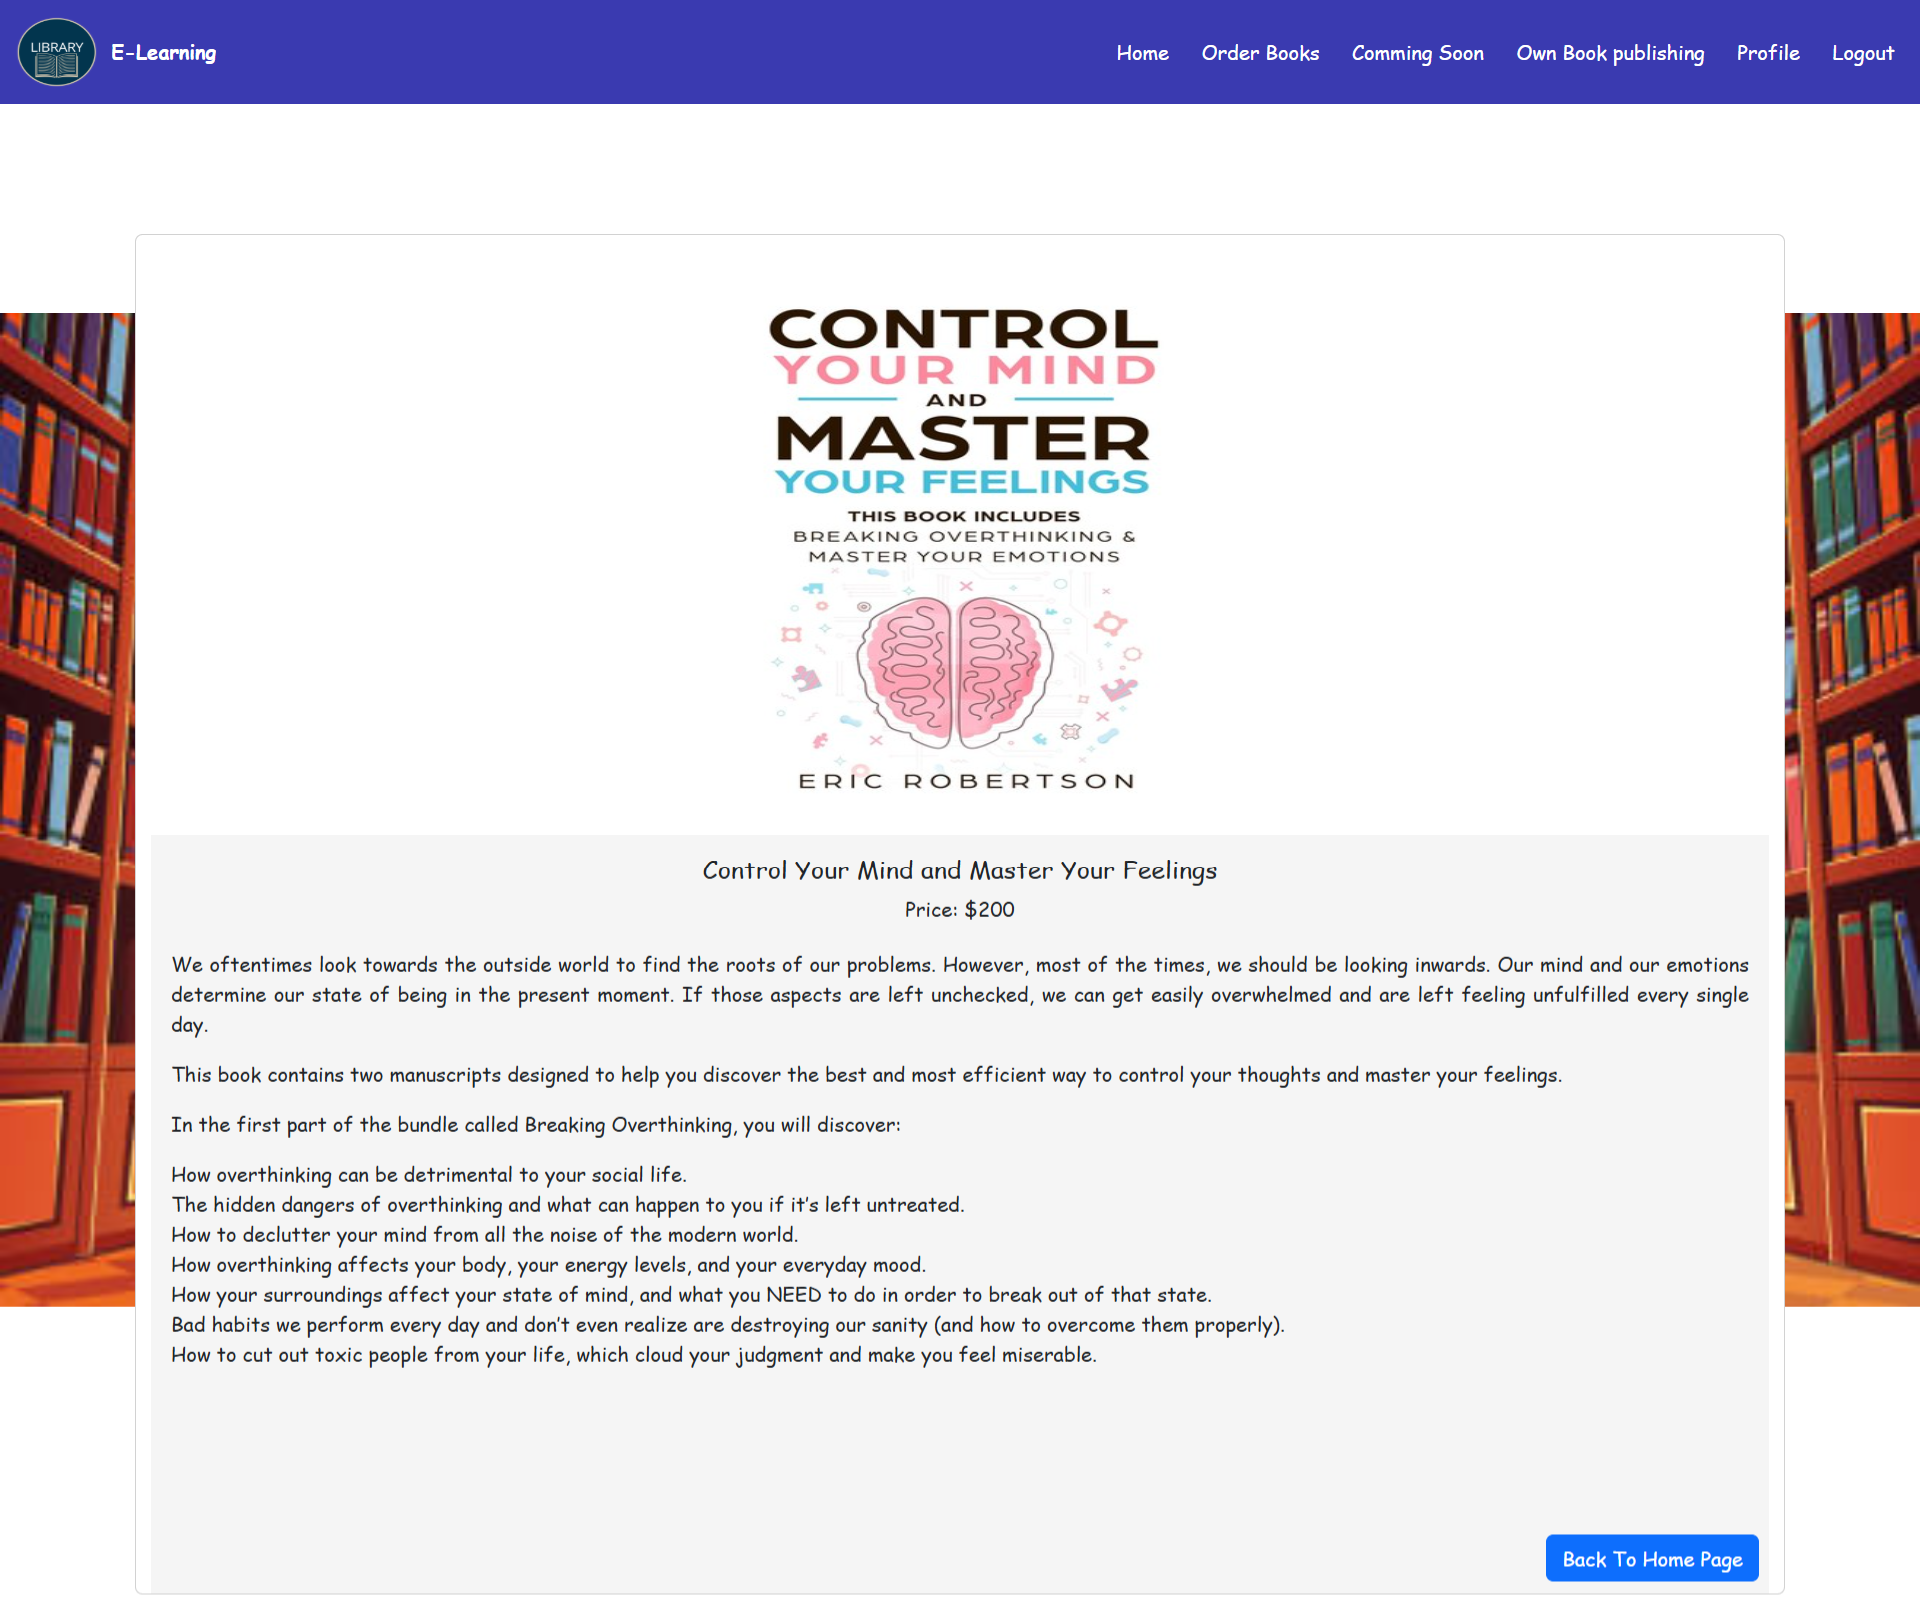 LIBRARY
E-Learning
Home
Order Books
Comming Soon
Own Book publishing
Profile
Logout
CONTROL
YOUR MIND
AND
MASTER
YOUR FEELINGS
THIS BOOK INCLUDES
BREAKING OVERTHINKING &
MASTER YOUR EMOTIONS
ERIC ROBERTSON
Control Your Mind and Master Your Feelings
Price: $200
We oftentimes look towards the outside world to find the roots of our problems. However, most of the times, we should be looking inwards. Our mind and our emotions
determine our state of being in the present moment. If those aspects are left unchecked, we can get easily overwhelmed and are left feeling unfulfilled every single
day.
This book contains two manuscripts designed to help you discover the best and most efficient way to control your thoughts and master your feelings.
In the first part of the bundle called Breaking Overthinking, you will discover:
How overthinking can be detrimental to your social life.
The hidden dangers of overthinking and what can happen to you if it's left untreated.
How to declutter your mind from all the noise of the modern world.
How overthinking affects your body, your energy levels, and your everyday mood.
How your surroundings affect your state of mind, and what you NEED to do in order to break out of that state.
Bad habits we perform every day and don't even realize are destroying our sanity (and how to overcome them properly).
How to cut out toxic people from your life, which cloud your judgment and make you feel miserable.
Back To Home Page